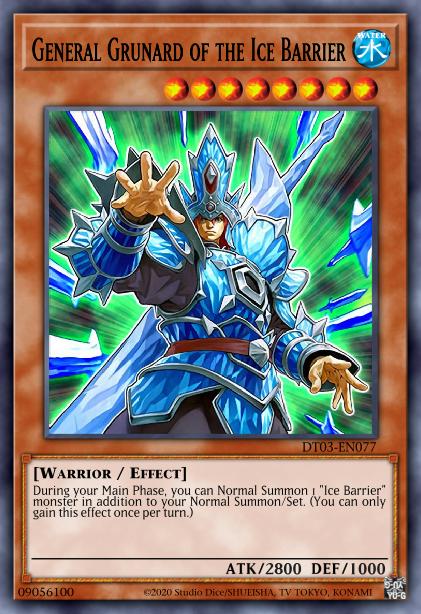 GENERAL GRUNARD OF THE ICE BARRIER
WATER
水
DT03-EN077
[WARRIOR / EFFECT]
During your Main Phase, you can Normal Summon 1 "Ice Barrier"
monster in addition to your Normal Summon/Set. (You can only
gain this effect once per turn.)
ATK/2800 DEF/1000
09056100
©2020 Studio Dice/SHUEISHA, TV TOKYO, KONAMI